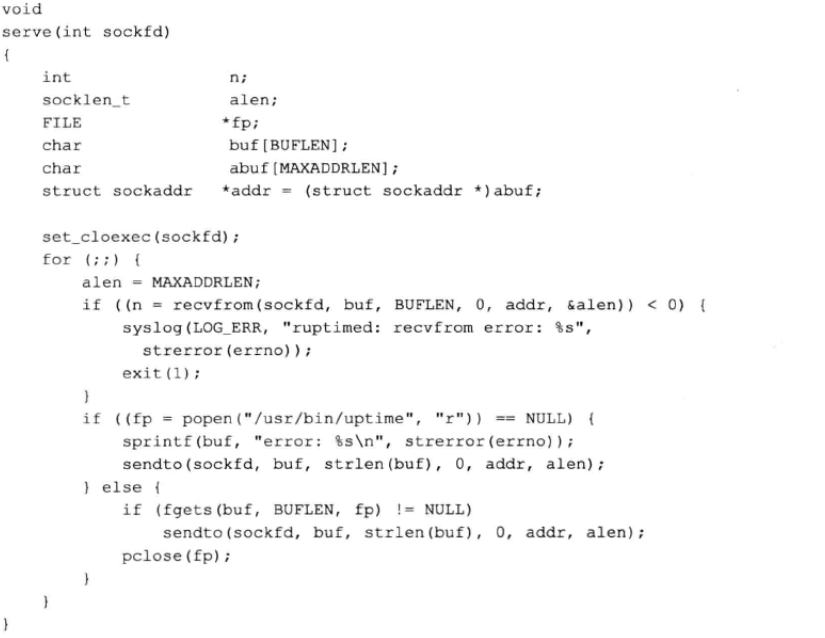 void
serve(int sockfd)
{
    int             n;
    socklen_t       alen;
    FILE            *fp;
    char            buf[BUFLEN];
    char            abuf[MAXADDRLEN];
    struct sockaddr *addr = (struct sockaddr *)abuf;

    set_cloexec(sockfd);
    for (;;) {
        alen = MAXADDRLEN;
        if ((n = recvfrom(sockfd, buf, BUFLEN, 0, addr, &alen)) < 0) {
            syslog(LOG_ERR, "ruptimed: recvfrom error: %s",
              strerror(errno));
            exit(1);
        }
        if ((fp = popen("/usr/bin/uptime", "r")) == NULL) {
            sprintf(buf, "error: %s\n", strerror(errno));
            sendto(sockfd, buf, strlen(buf), 0, addr, alen);
        } else {
            if (fgets(buf, BUFLEN, fp) != NULL)
                sendto(sockfd, buf, strlen(buf), 0, addr, alen);
            pclose(fp);
        }
    }
}